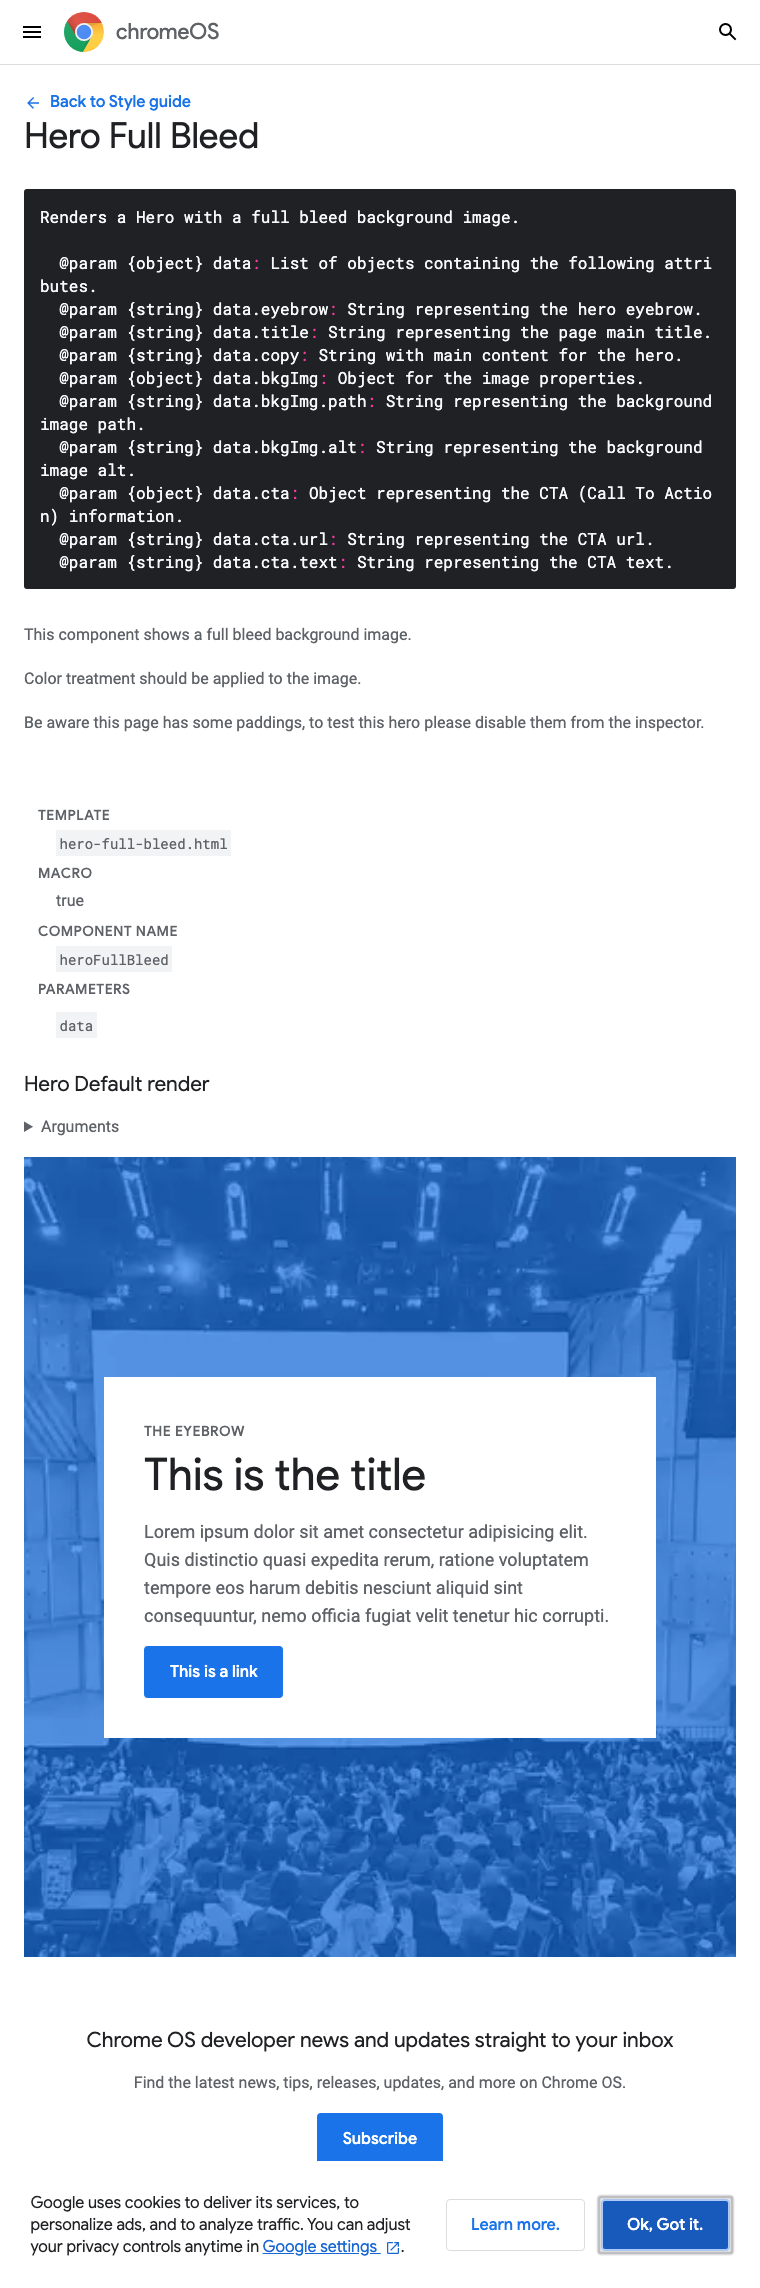 chromeOS
Back to Style guide
Hero Full Bleed
Renders a Hero with a full bleed background image.
@param {object} data: List of objects containing the following attri
butes.
@param {string} data.eyebrow: String representing the hero eyebrow.
@param {string} data.title: String representing the page main title.
@param {string} data.copy: String with main content for the hero.
@param {object} data.bkgImg: Object for the image properties.
@param {string} data.bkgImg.path: String representing the background
image path.
@param {string} data.bkgImg.alt: String representing the background
image alt.
@param {object} data.cta: Object representing the CTA (Call To Actio
n) information.
@param {string} data.cta.url: String representing the CTA url.
@param {string} data.cta.text: String representing the CTA text.
This component shows a full bleed background image.
Color treatment should be applied to the image.
Be aware this page has some paddings, to test this hero please disable them from the inspector.
TEMPLATE
hero-full-bleed.html
MACRO
true
COMPONENT NAME
heroFullBleed
PARAMETERS
data
Hero Default render
Arguments
THE EYEBROW
This is the title
Lorem ipsum dolor sit amet consectetur adipisicing elit.
Quis distinctio quasi expedita rerum, ratione voluptatem
tempore eos harum debitis nesciunt aliquid sint
consequuntur, nemo officia fugiat velit tenetur hic corrupti.
This is a link
Chrome OS developer news and updates straight to your inbox
Find the latest news, tips, releases, updates, and more on Chrome OS.
Subscribe
Google uses cookies to deliver its services, to
personalize ads, and to analyze traffic. You can adjust
your privacy controls anytime in Google settings .
Learn more.
Ok, Got it.